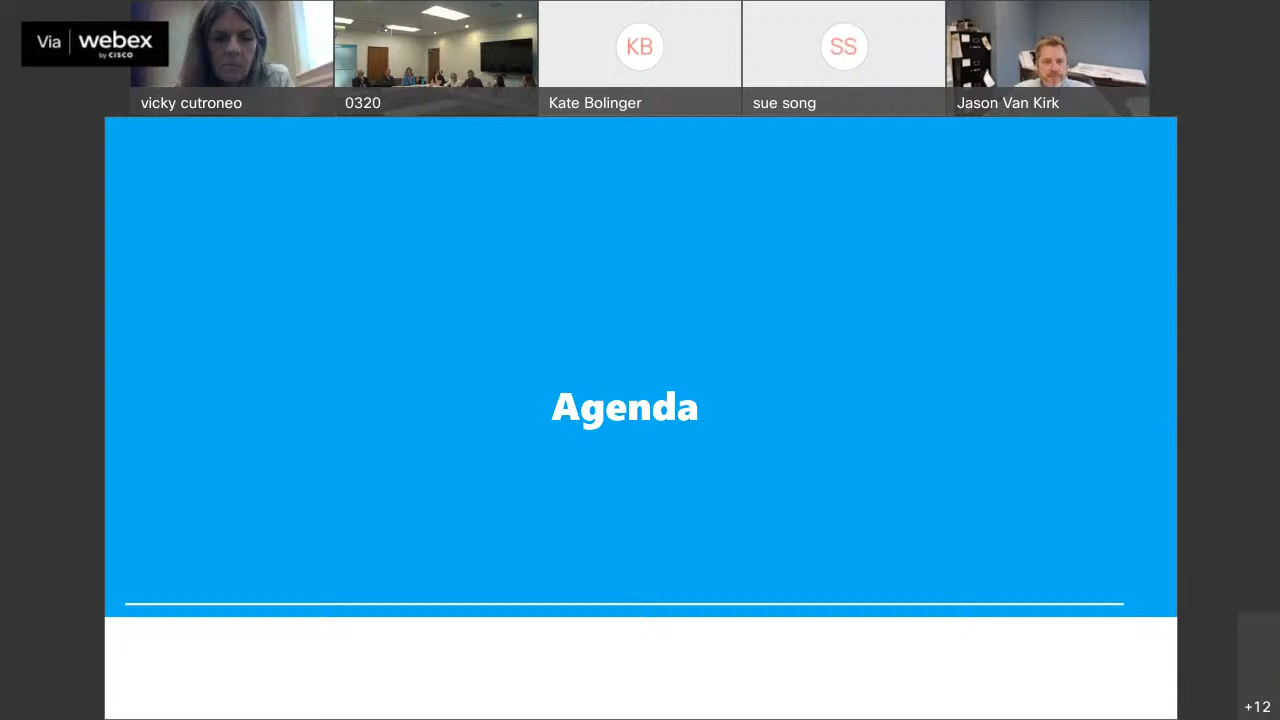 Via | webex
by CISCO
KB
SS
vicky cutroneo
0320
Kate Bolinger
sue song
Jason Van Kirk
Agenda
+12